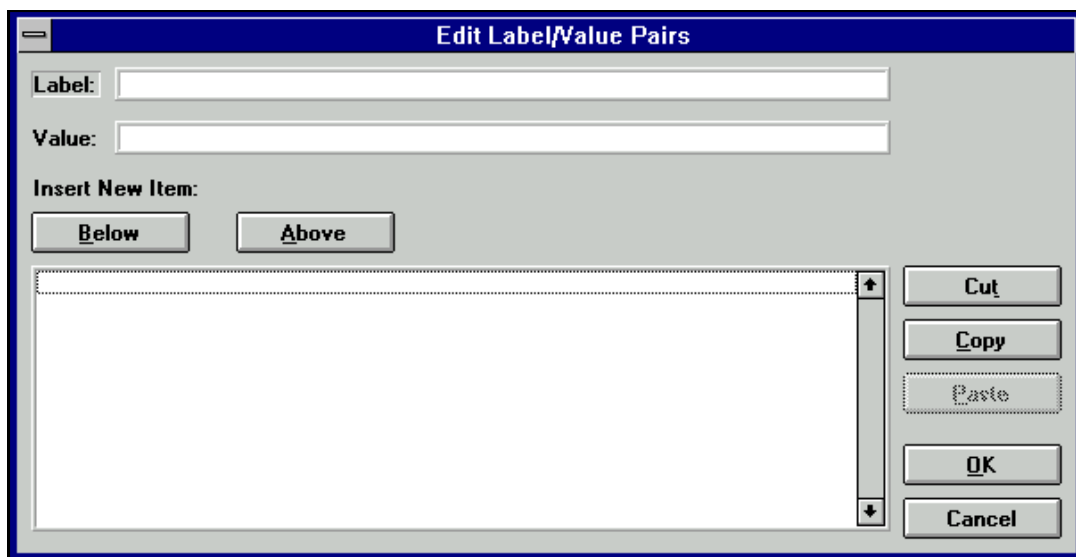 Edit Label/Value Pairs
Label:
Value:
Insert New Item:
Below
Above
Cut
Copy
Paste
OK
Cancel